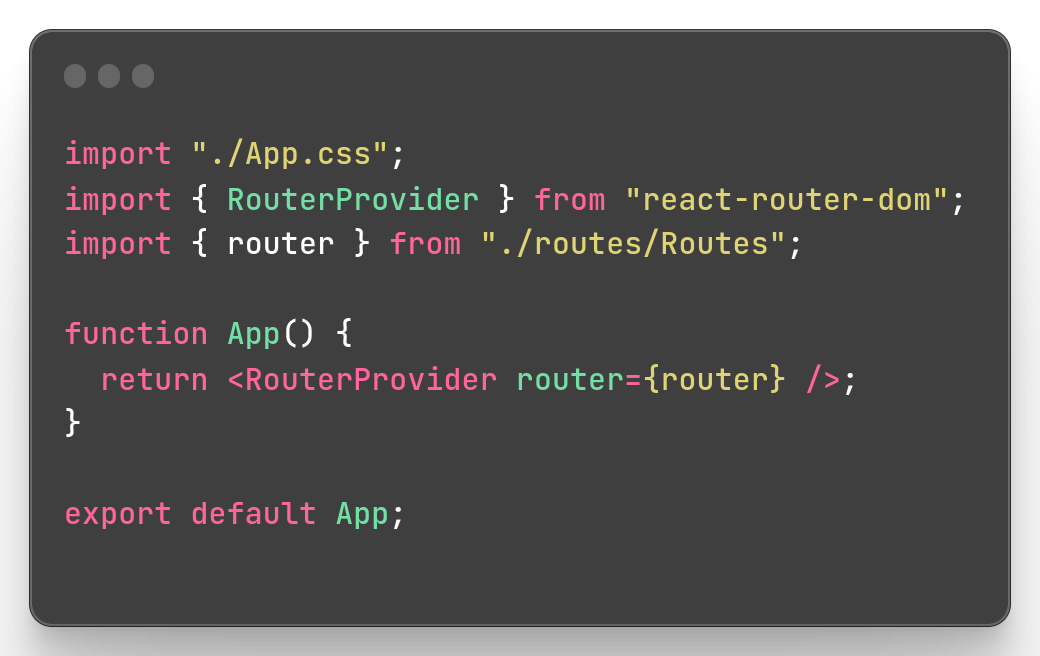 import "./App.css";
import { RouterProvider } from "react-router-dom";
import { router } from "./routes/Routes";

function App() {
  return <RouterProvider router={router} />;
}

export default App;